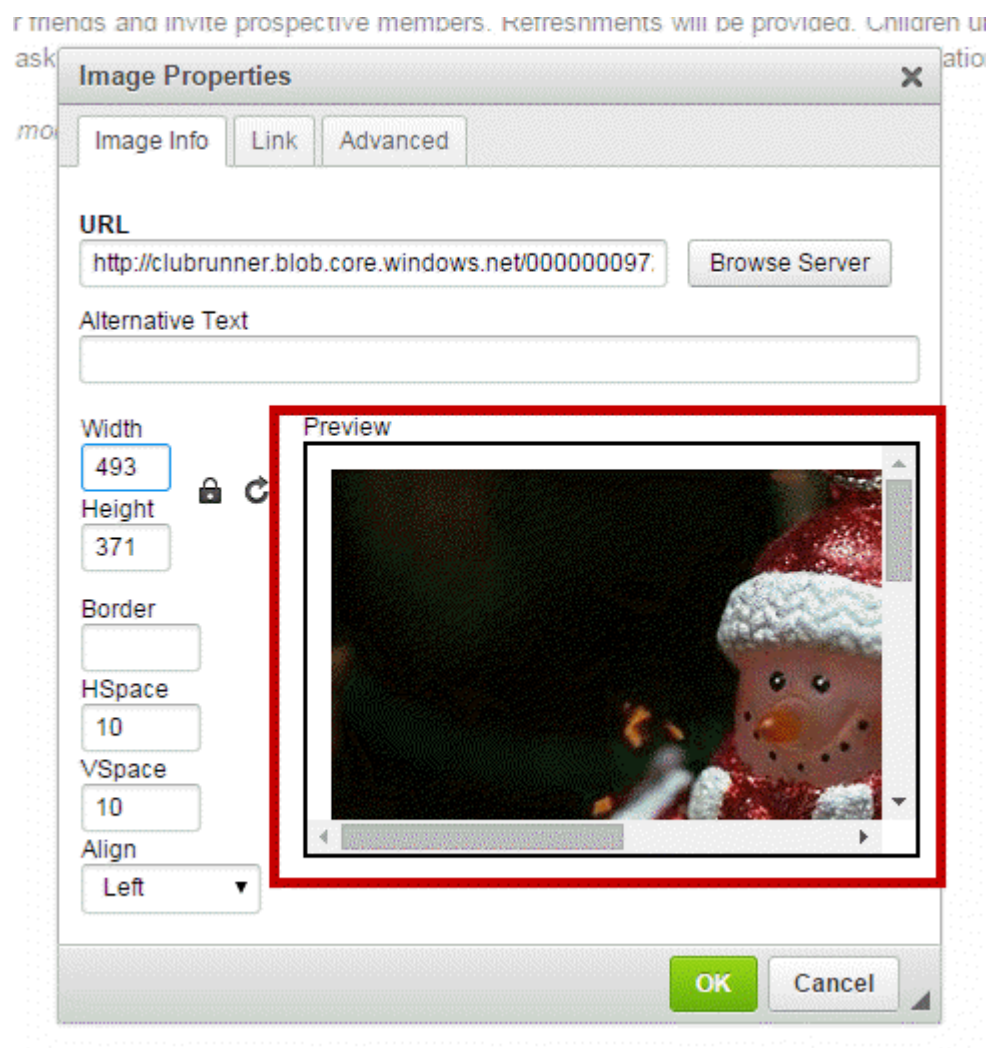 r friends and invite prospective members. Refreshments will be provided. Children u
ask
Image Properties
atio
mo
Image Info Link Advanced
URL
http://clubrunner.blob.core.windows.net/000000097.
Browse Server
Alternative Text
Width
493
Height
371
Preview
Border
HSpace
10
VSpace
10
Align
Left
OK Cancel